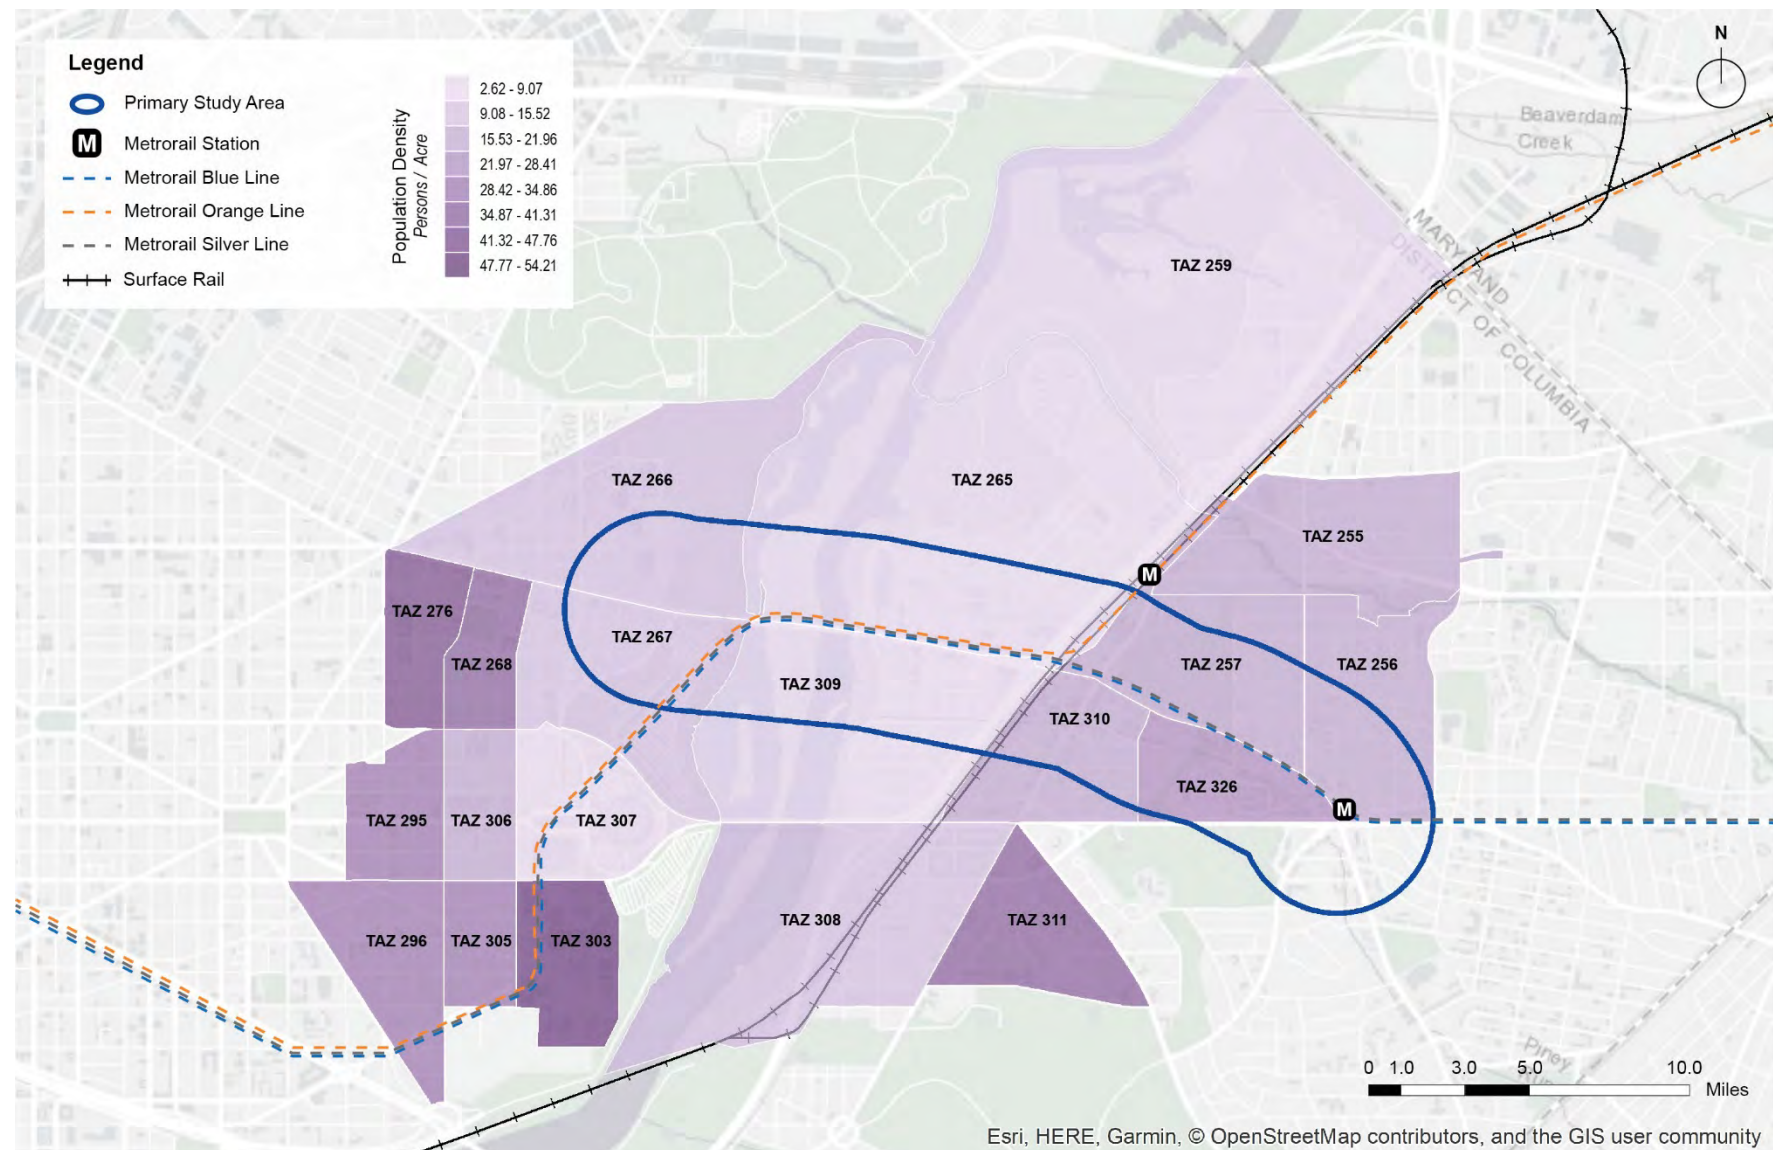 Legend
Primary Study Area
M
Metrorail Station
Metrorail Blue Line
Metrorail Orange Line
Metrorail Silver Line
Surface Rail
Population Density
Persons / Acre
2.62 - 9.07
9.08 - 15.52
15.53 - 21.96
21.97 - 28.41
28.42 - 34.86
34.87 - 41.31
41.32 - 47.76
47.77 - 54.21
N
Beaverdam
Creek
MARYLAND
DISTRICT OF COLUMBIA
TAZ 259
TAZ 266
TAZ 265
TAZ 255
M
TAZ 276
TAZ 267
TAZ 268
TAZ 257
TAZ 256
TAZ 309
TAZ 310
TAZ 326
M
TAZ 295
TAZ 306
TAZ 307
TAZ 308
TAZ 311
TAZ 296
TAZ 305
TAZ 303
Piney
0 1.0 3.0 5.0 10.0
Miles
Esri, HERE, Garmin, © OpenStreetMap contributors, and the GIS user community